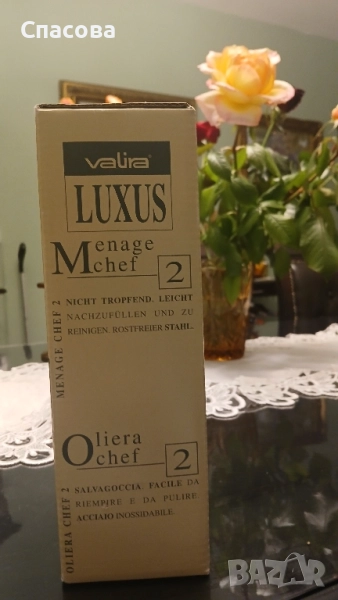 Спасова
valira®
LUXUS
Menage
chef 2
NICHT TROPFEND. LEICHT
NACHZUFÜLLEN UND ZU
REINIGEN. ROSTFREIER STAHL.
MENAGE CHEF 2
Oliera
chef 2
SALVAGOCCIA: FACILE DA
RIEMPIRE E DA PULIRE.
ACCIAIO INOSSIDABILE.
OLIERA CHEF 2
BAZAR